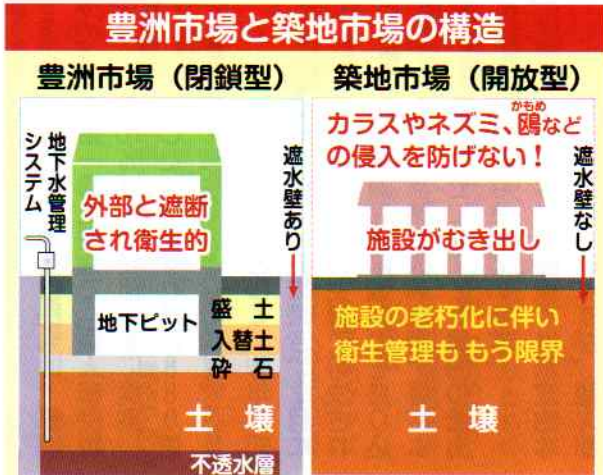 豊洲市場と築地市場の構造
豊洲市場（閉鎖型）
地下水管理
システム
外部と遮断
され衛生的
遮水壁あり
地下ピット
盛土
入替土
砕石
土壌
不透水層
築地市場（開放型）
カラスやネズミ、鴎など
かもめ
の侵入を防げない！
遮水壁なし
施設がむき出し
施設の老朽化に伴い
衛生管理も もう限界
土壌